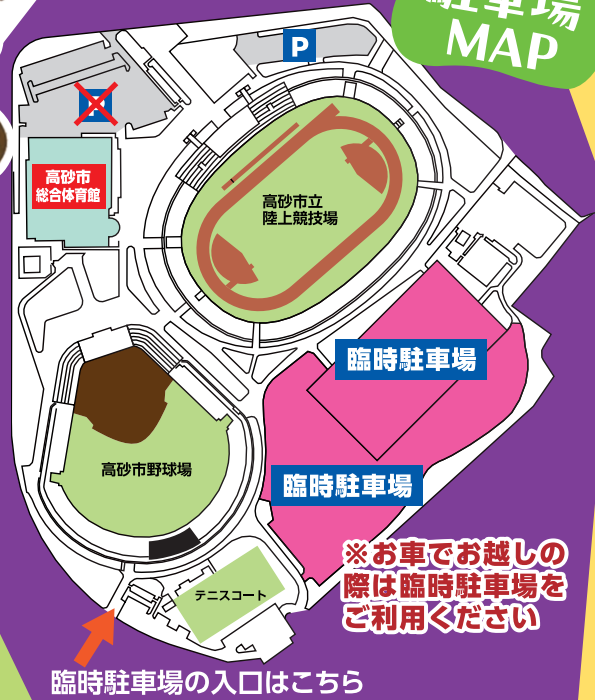 駐車場
MAP
P
P
高砂市
総合体育館
高砂市立
陸上競技場
臨時駐車場
高砂市野球場
臨時駐車場
※お車でお越しの
際は臨時駐車場を
ご利用ください
テニスコート
臨時駐車場の入口はこちら